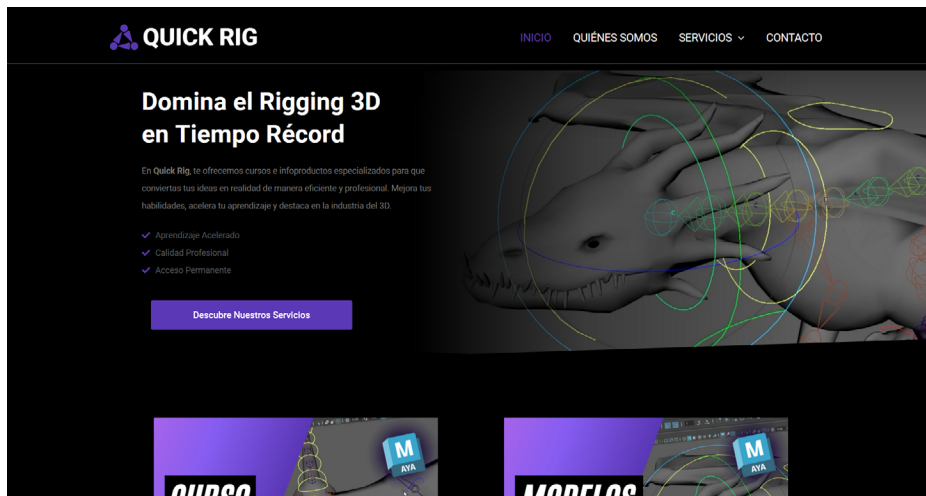 QUICK RIG
INICIO QUIÉNES SOMOS SERVICIOS CONTACTO
Domina el Rigging 3D
en Tiempo Récord
En Quick Rig, te ofrecemos cursos e infoproductos especializados para que
conviertas tus ideas en realidad de manera eficiente y profesional. Mejora tus
habilidades, acelera tu aprendizaje y destaca en la industria del 3D.
Aprendizaje Acelerado
Calidad Profesional
Acceso Permanente
Descubre Nuestros Servicios
M
AYA
CURSO
M
AYA
MODELOS